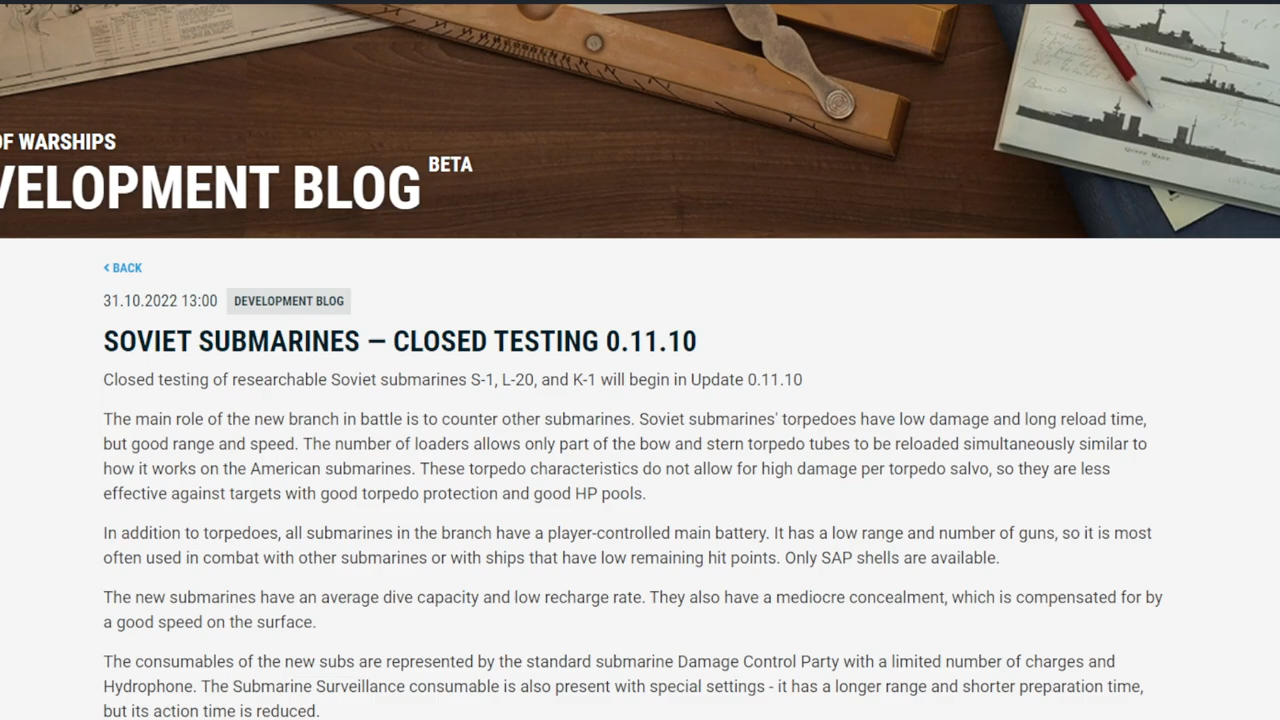 OF WARSHIPS
VELOPMENT BLOG BETA
DREADNOUGHT.
QUEEN MARY.
< BACK
31.10.2022 13:00 DEVELOPMENT BLOG
SOVIET SUBMARINES — CLOSED TESTING 0.11.10
Closed testing of researchable Soviet submarines S-1, L-20, and K-1 will begin in Update 0.11.10
The main role of the new branch in battle is to counter other submarines. Soviet submarines' torpedoes have low damage and long reload time,
but good range and speed. The number of loaders allows only part of the bow and stern torpedo tubes to be reloaded simultaneously similar to
how it works on the American submarines. These torpedo characteristics do not allow for high damage per torpedo salvo, so they are less
effective against targets with good torpedo protection and good HP pools.
In addition to torpedoes, all submarines in the branch have a player-controlled main battery. It has a low range and number of guns, so it is most
often used in combat with other submarines or with ships that have low remaining hit points. Only SAP shells are available.
The new submarines have an average dive capacity and low recharge rate. They also have a mediocre concealment, which is compensated for by
a good speed on the surface.
The consumables of the new subs are represented by the standard submarine Damage Control Party with a limited number of charges and
Hydrophone. The Submarine Surveillance consumable is also present with special settings - it has a longer range and shorter preparation time,
but its action time is reduced.